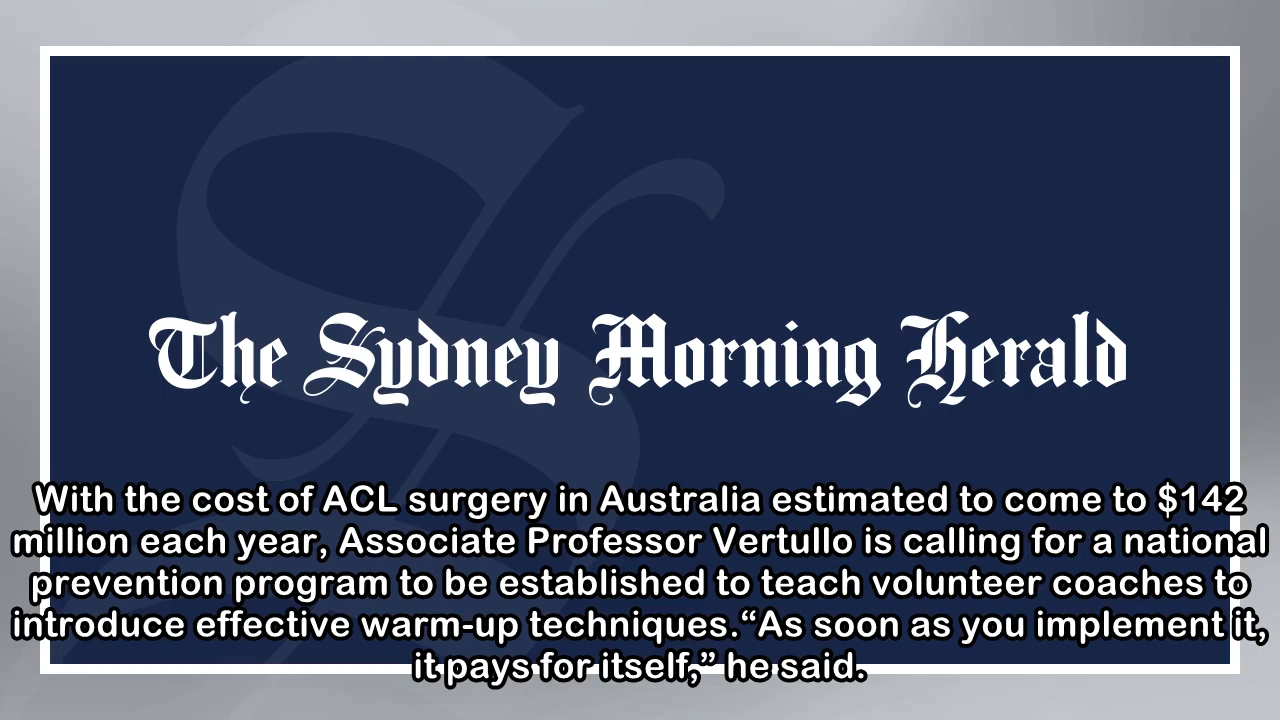 The Sydney Morning Herald
With the cost of ACL surgery in Australia estimated to come to $142
million each year, Associate Professor Vertullo is calling for a national
prevention program to be established to teach volunteer coaches to
introduce effective warm-up techniques.“As soon as you implement it,
it pays for itself,” he said.